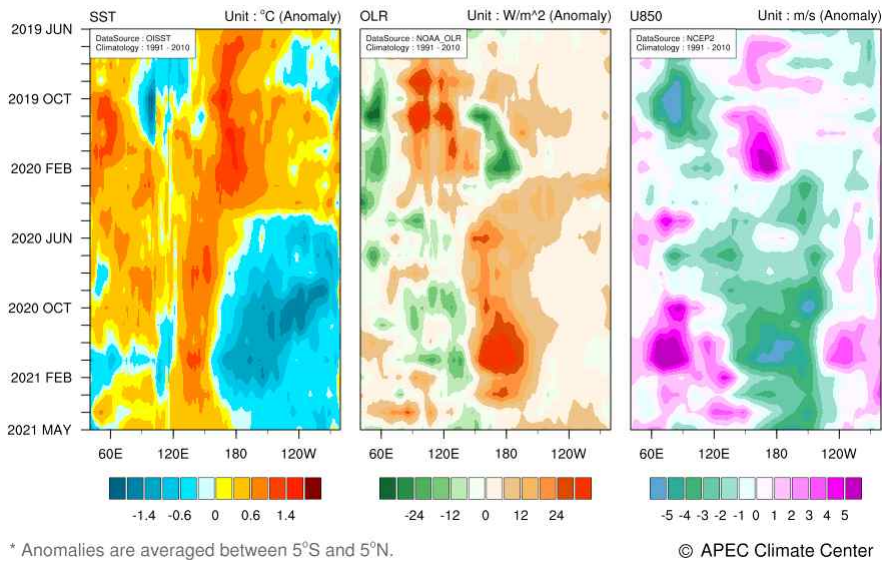 SST Unit : °C (Anomaly)
DataSource : OISST
Climatology : 1991 - 2010
OLR Unit : W/m^2 (Anomaly)
DataSource : NOAA_OLR
Climatology : 1991 - 2010
U850 Unit : m/s (Anomaly)
DataSource : NCEP2
Climatology : 1991 - 2010
2019 JUN
2019 OCT
2020 FEB
2020 JUN
2020 OCT
2021 FEB
2021 MAY
60E 120E 180 120W
60E 120E 180 120W
60E 120E 180 120W
-1.4 -0.6 0 0.6 1.4
-24 -12 0 12 24
-5 -4 -3 -2 -1 0 1 2 3 4 5
* Anomalies are averaged between 5°S and 5°N.
© APEC Climate Center